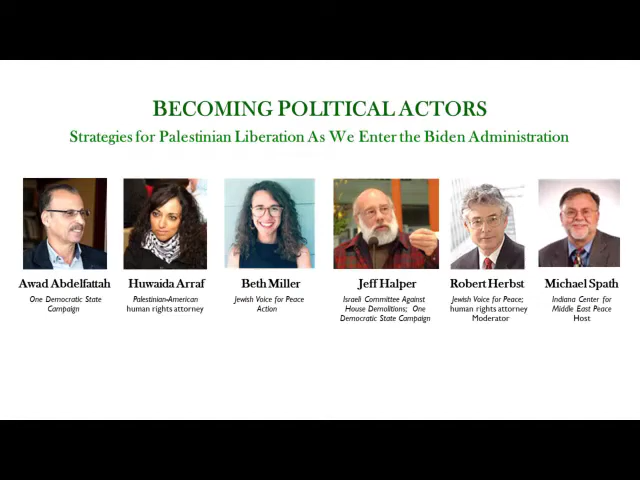 BECOMING POLITICAL ACTORS
Strategies for Palestinian Liberation As We Enter the Biden Administration
Awad Abdelfattah
One Democratic State
Campaign
Huwaida Arraf
Palestinian-American
human rights attorney
Beth Miller
Jewish Voice for Peace
Action
Jeff Halper
Israeli Committee Against
House Demolitions; One
Democratic State Campaign
Robert Herbst
Jewish Voice for Peace;
human rights attorney
Moderator
Michael Spath
Indiana Center for
Middle East Peace
Host